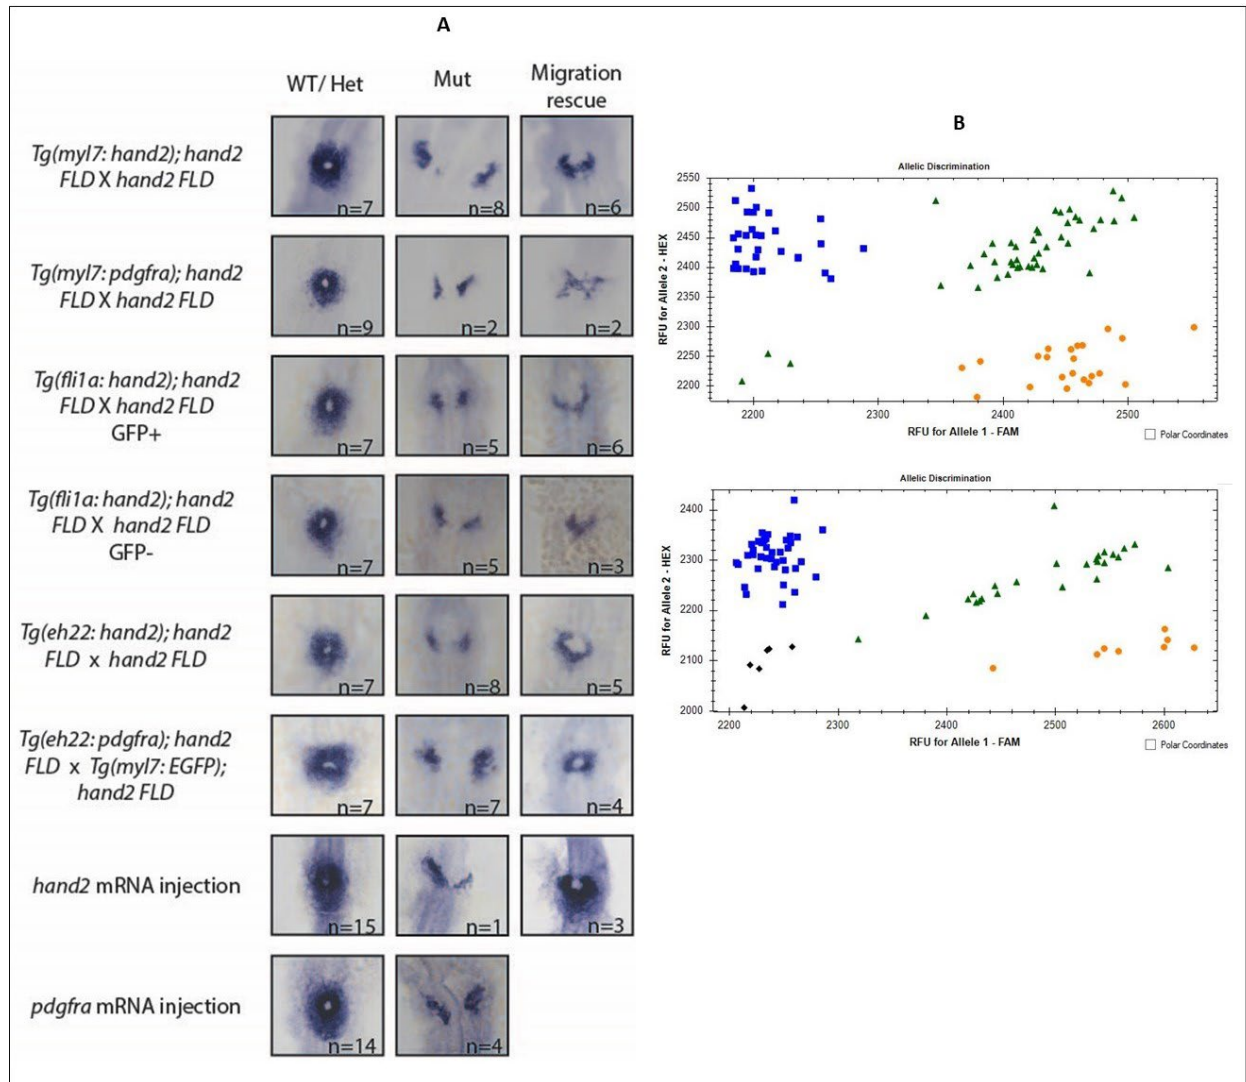 A
WT/ Het
Mut
Migration
rescue
Tg(myl7: hand2); hand2
FLD X hand2 FLD
n=7
n=8
n=6
Tg(myl7: pdgfra); hand2
FLD X hand2 FLD
n=9
n=2
n=2
Tg(fli1a: hand2); hand2
FLD X hand2 FLD
GFP+
n=7
n=5
n=6
Tg(fli1a: hand2); hand2
FLD X hand2 FLD
GFP-
n=7
n=5
n=3
Tg(eh22: hand2); hand2
FLD x hand2 FLD
n=7
n=8
n=5
Tg(eh22: pdgfra); hand2
FLD x Tg(myl7: EGFP);
hand2 FLD
n=7
n=7
n=4
hand2 mRNA injection
n=15
n=1
n=3
pdgfra mRNA injection
n=14
n=4
B
Allelic Discrimination
RFU for Allele 2 - HEX
2550
2500
2450
2400
2350
2300
2250
2200
2200
2300
2400
2500
RFU for Allele 1 - FAM
Polar Coordinates
Allelic Discrimination
RFU for Allele 2 - HEX
2400
2300
2200
2100
2000
2200
2300
2400
2500
2600
RFU for Allele 1 - FAM
Polar Coordinates